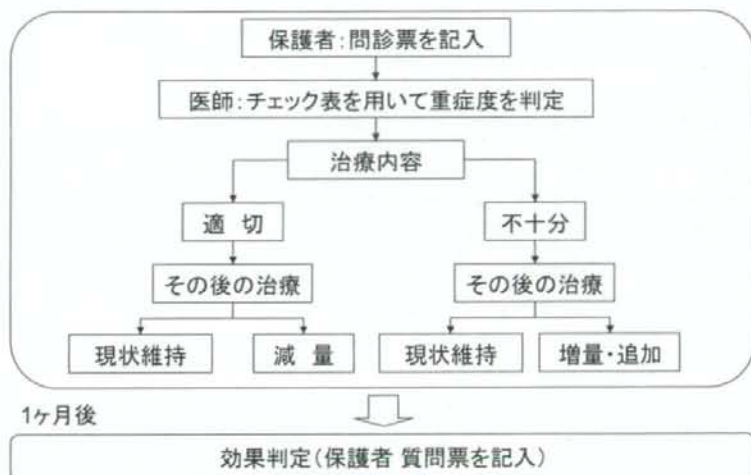 保護者:問診票を記入
医師:チェック表を用いて重症度を判定
治療内容
適 切
不十分
その後の治療
その後の治療
現状維持
減 量
現状維持
増量・追加
1ヶ月後
効果判定(保護者 質問票を記入)